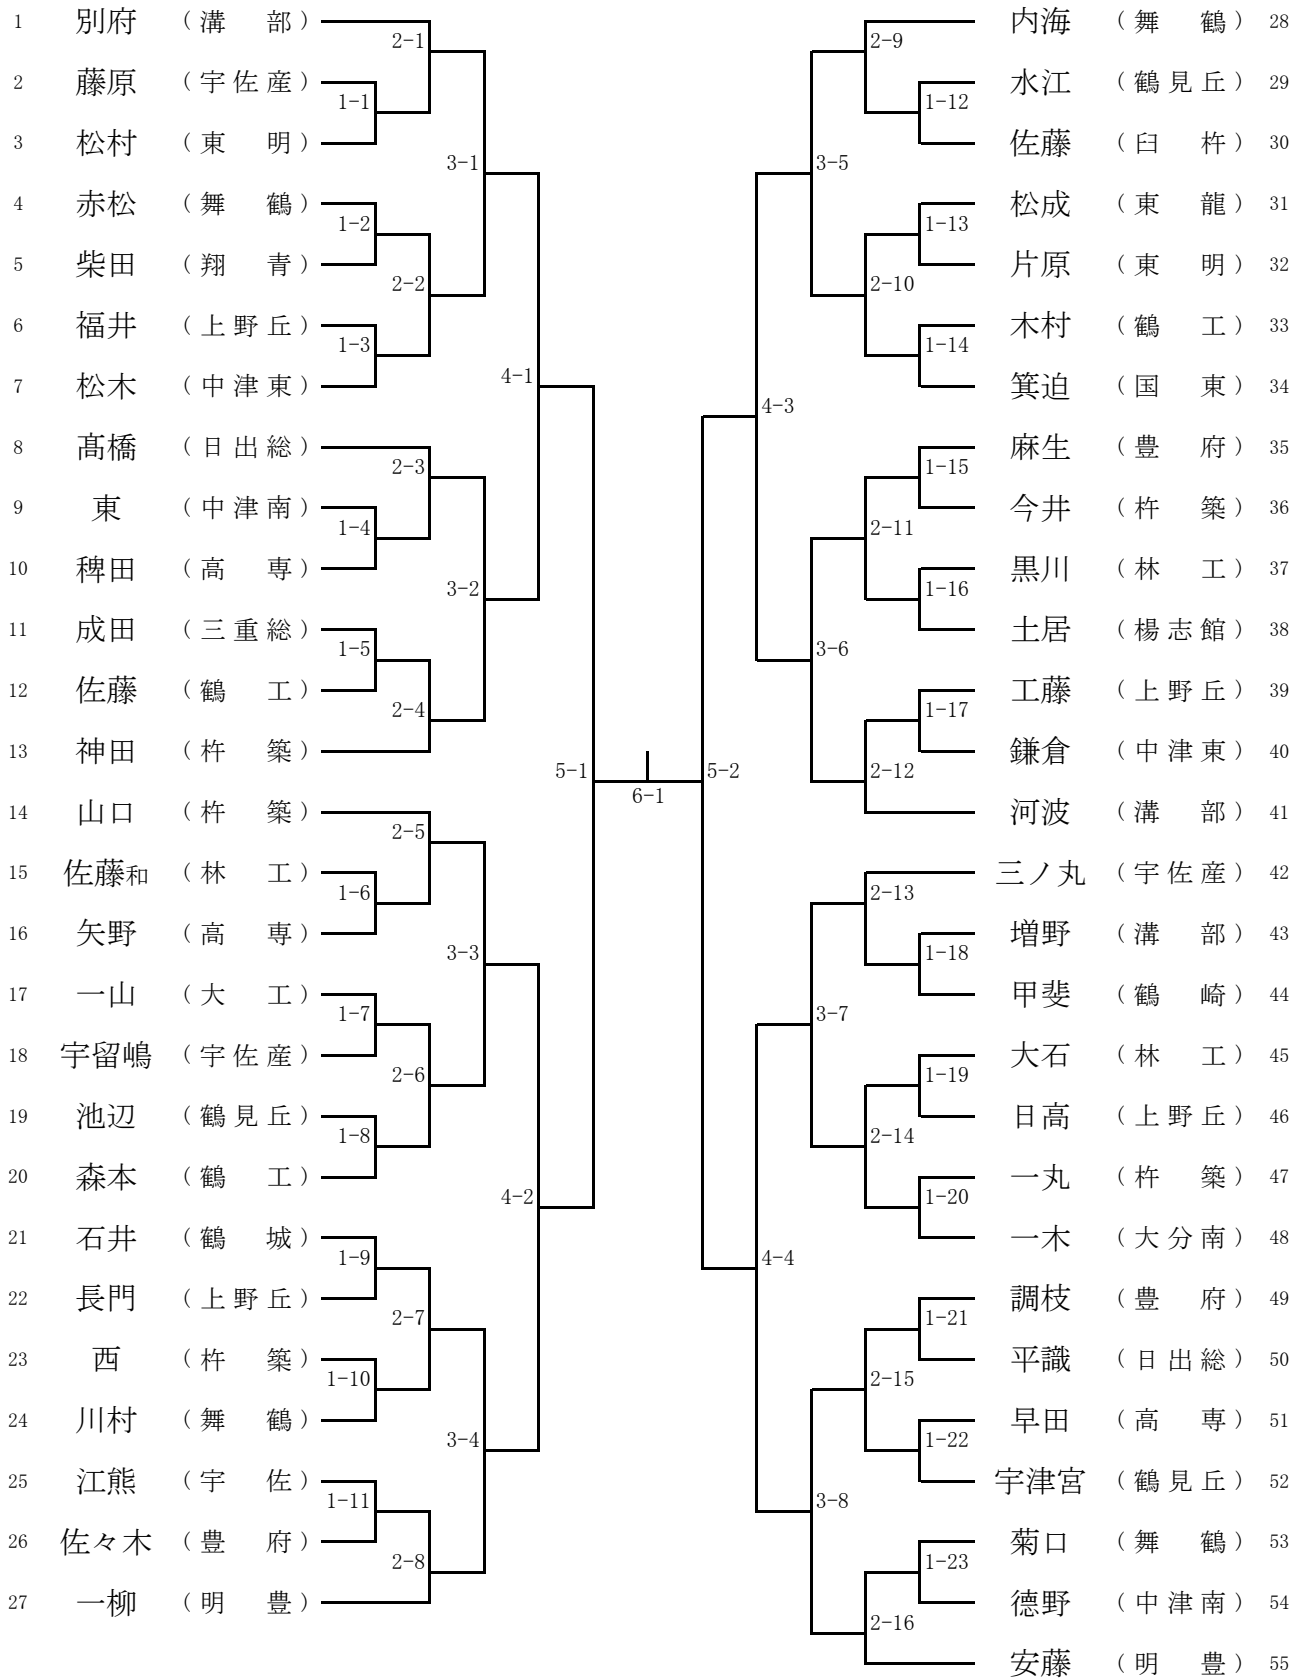 1 別府 （溝 部） 内海 （舞 鶴） 28
2-1 2-9
2 藤原 （宇佐産） 水江 （鶴見丘） 29
1-1 1-12
3 松村 （東 明） 佐藤 （臼 杵） 30
3-1 3-5
4 赤松 （舞 鶴） 松成 （東 龍） 31
1-2 1-13
5 柴田 （翔 青） 片原 （東 明） 32
2-2 2-10
6 福井 （上野丘） 木村 （鶴 工） 33
1-3 1-14
7 松木 （中津東） 箕迫 （国 東） 34
4-1 4-3
8 髙橋 （日出総） 麻生 （豊 府） 35
2-3 1-15
9 東 （中津南） 今井 （杵 築） 36
1-4 2-11
10 稗田 （高 専） 黒川 （林 工） 37
3-2 1-16
11 成田 （三重総） 土居 （楊志館） 38
1-5 3-6
12 佐藤 （鶴 工） 工藤 （上野丘） 39
2-4 1-17
13 神田 （杵 築） 鎌倉 （中津東） 40
5-1 5-2 2-12
6-1
14 山口 （杵 築） 河波 （溝 部） 41
2-5
15 佐藤和 （林 工） 三ノ丸 （宇佐産） 42
1-6 2-13
16 矢野 （高 専） 増野 （溝 部） 43
3-3 1-18
17 一山 （大 工） 甲斐 （鶴 崎） 44
1-7 3-7
18 宇留嶋 （宇佐産） 大石 （林 工） 45
2-6 1-19
19 池辺 （鶴見丘） 日高 （上野丘） 46
1-8 2-14
20 森本 （鶴 工） 一丸 （杵 築） 47
4-2 1-20
21 石井 （鶴 城） 一木 （大分南） 48
1-9 4-4
22 長門 （上野丘） 調枝 （豊 府） 49
2-7 1-21
23 西 （杵 築） 平識 （日出総） 50
1-10 2-15
24 川村 （舞 鶴） 早田 （高 専） 51
3-4 1-22
25 江熊 （宇 佐） 宇津宮 （鶴見丘） 52
1-11 3-8
26 佐々木 （豊 府） 菊口 （舞 鶴） 53
2-8 1-23
27 一柳 （明 豊） 德野 （中津南） 54
2-16
安藤 （明 豊） 55